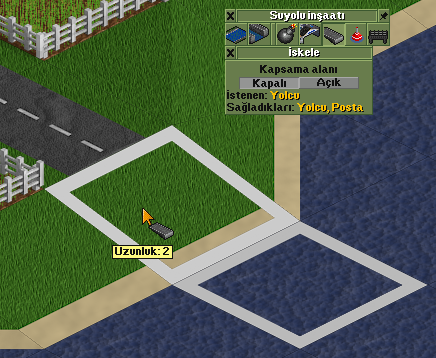 Suyolu inşaatı
İskele
Kapsama alanı
Kapalı Açık
İstenen: Yolcu
Sağladıkları: Yolcu, Posta
Uzunluk: 2